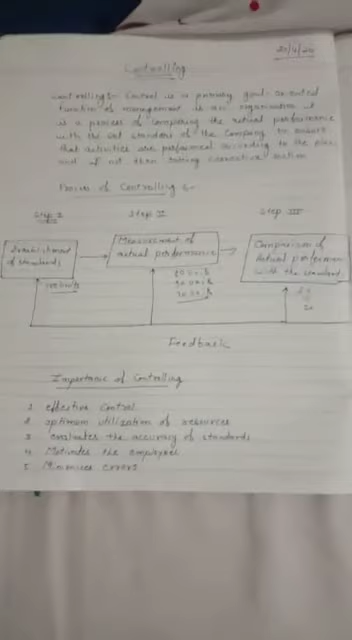 Controlling
Controlling :- Control is a primary goal-oriented
function of management in an organisation. It
is a process of comparing the actual performance
with the set standard of the company to ensure
that activities are performed according to the plan
and if not then taking corrective action
Process of Controlling :-
Step I Step II Step III
Establishment of standards
Measurement of actual performance
Comparison of actual performan with the standard
Feedback
Importance of Controlling
1 effective control
2 optimum utilization of resources
3 evaluates the accuracy of standards
4 Motivates the employees
5 Minimises errors